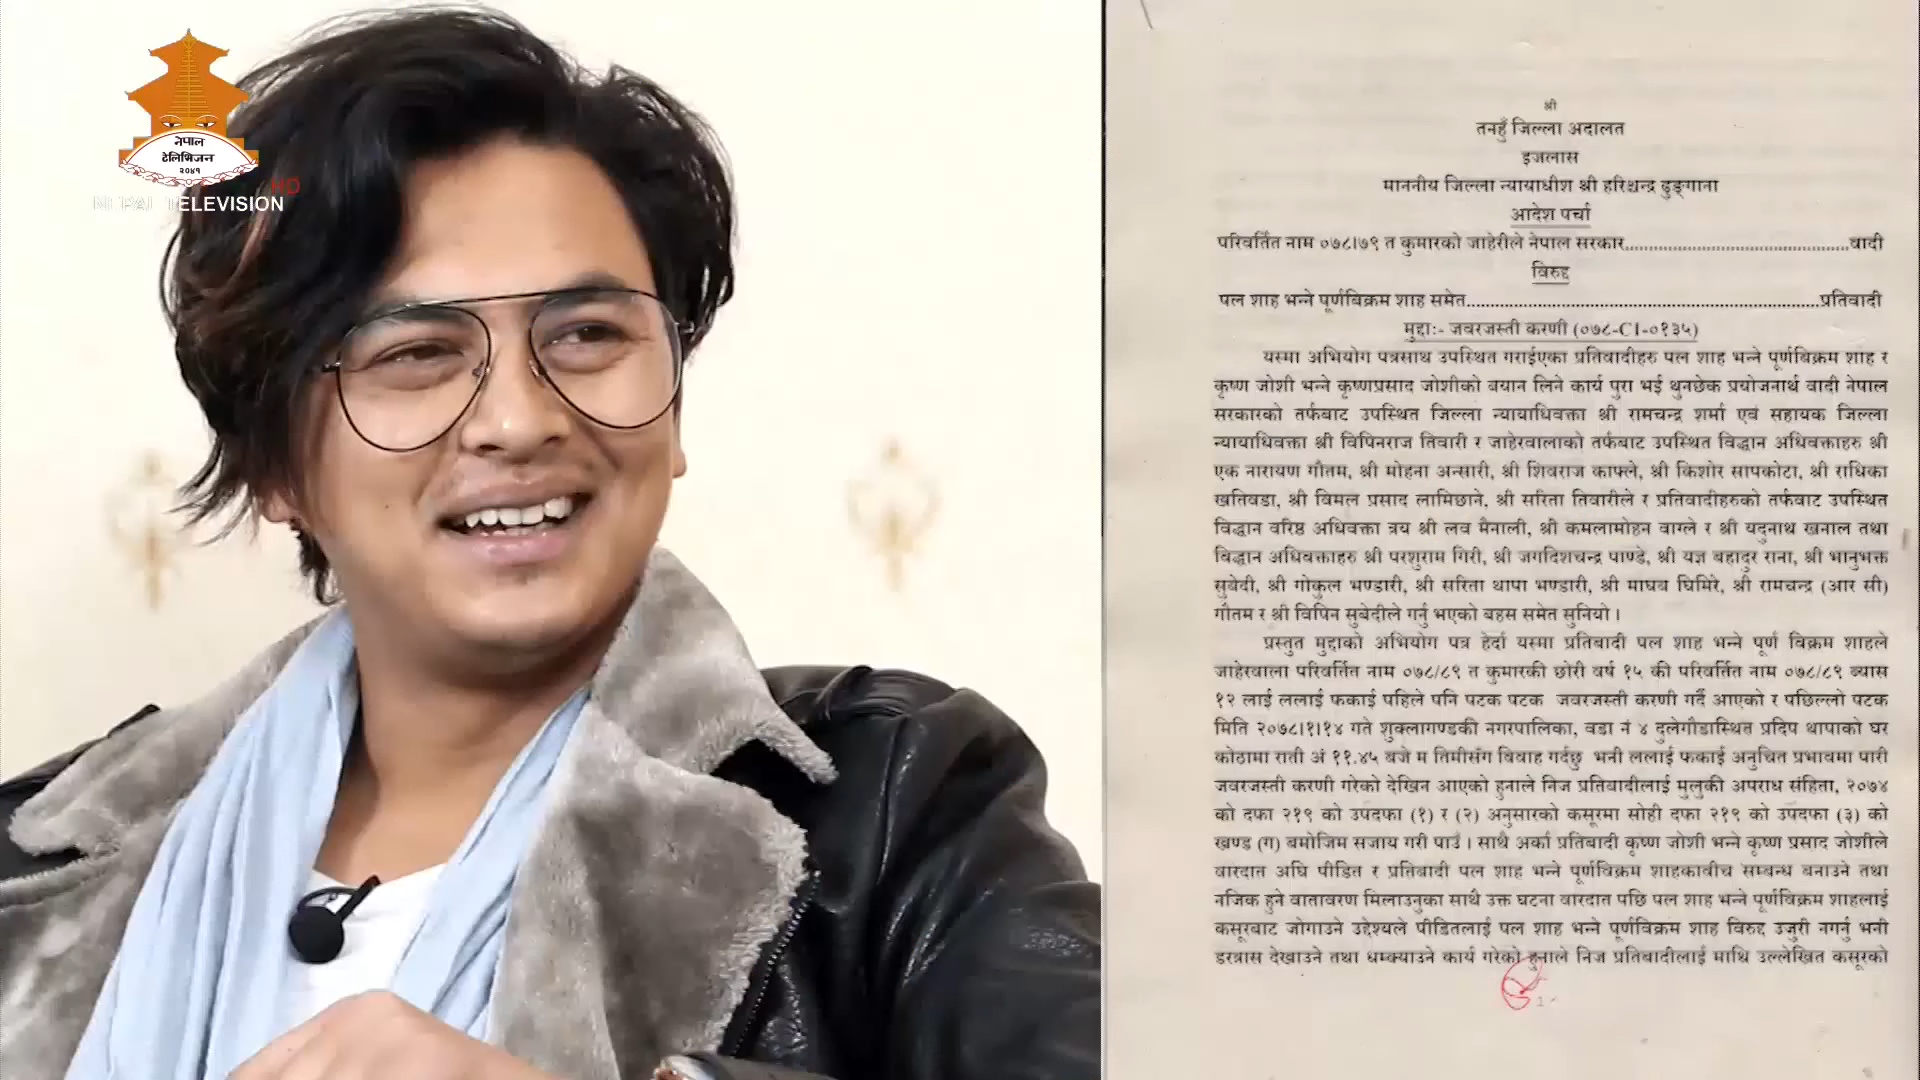 नेपाल
टेलिभिजन
२०४१
HD
NEPAL TELEVISION
श्री
तनहुँ जिल्ला अदालत
इजलास
माननीय जिल्ला न्यायाधीश श्री हरिश्चन्द्र ढुङ्गाना
आदेश पर्चा
परिवर्तित नाम ०७८।७९ त कुमारको जाहेरीले नेपाल सरकार..........................................वादी
विरुद्द
पल शाह भन्ने पूर्णबिक्रम शाह समेत..................................................................प्रतिवादी
मुद्दाः- जवरजस्ती करणी (०७८-C1-०१३५)
यस्मा अभियोग पत्रसाथ उपस्थित गराईएका प्रतिवादीहरु पल शाह भन्ने पूर्णबिक्रम शाह र
कृष्ण जोशी भन्ने कृष्णप्रसाद जोशीको बयान लिने कार्य पुरा भई थुनछेक प्रयोजनार्थ वादी नेपाल
सरकारको तर्फबाट उपस्थित जिल्ला न्यायाधिवक्ता श्री रामचन्द्र शर्मा एवं सहायक जिल्ला
न्यायाधिवक्ता श्री विपिनराज तिवारी र जाहेरवालाको तर्फबाट उपस्थित विद्धान अधिवक्ताहरु श्री
एक नारायण गौतम, श्री मोहना अन्सारी, श्री शिवराज काफ्ले, श्री किशोर सापकोटा, श्री राधिका
खतिवडा, श्री विमल प्रसाद लामिछाने, श्री सरिता तिवारीले र प्रतिवादीहरुको तर्फबाट उपस्थित
विद्धान वरिष्ठ अधिवक्ता त्रय श्री लव मैनाली, श्री कमलामोहन वाग्ले र श्री यदुनाथ खनाल तथा
विद्धान अधिवक्ताहरु श्री परशुराम गिरी, श्री जगदिशचन्द्र पाण्डे, श्री यज्ञ बहादुर राना, श्री भानुभक्त
सुबेदी, श्री गोकुल भण्डारी, श्री सरिता थापा भण्डारी, श्री माघब घिमिरे, श्री रामचन्द्र (आर सी)
गौतम र श्री विपिन सुबेदीले गर्नु भएको बहस समेत सुनियो ।
प्रस्तुत मुद्दाको अभियोग पत्र हेर्दा यस्मा प्रतिवादी पल शाह भन्ने पूर्ण विक्रम शाहले
जाहेरवाला परिवर्तित नाम ०७८/८९ त कुमारकी छोरी वर्ष १५ की परिवर्तित नाम ०७८/८९ ब्यास
१२ लाई ललाई फकाई पहिले पनि पटक पटक जवरजस्ती करणी गर्दै आएको र पछिल्लो पटक
मिति २०७८।१।१४ गते शुक्लागण्डकी नगरपालिका, वडा नं ४ दुलेगौडास्थित प्रदिप थापाको घर
कोठामा राती अं ११.४५ बजे म तिमीसंग विवाह गर्दछु भनी ललाई फकाई अनुचित प्रभावमा पारी
जवरजस्ती करणी गरेको देखिन आएको हुनाले निज प्रतिबादीलाई मुलुकी अपराध संहिता, २०७४
को दफा २१९ को उपदफा (१) र (२) अनुसारको कसूरमा सोही दफा २१९ को उपदफा (३) को
खण्ड (ग) बमोजिम सजाय गरी पाउँ । साथै अर्का प्रतिबादी कृष्ण जोशी भन्ने कृष्ण प्रसाद जोशीले
वारदात अघि पीडित र प्रतिबादी पल शाह भन्ने पूर्णविक्रम शाहकावीच सम्बन्ध बनाउने तथा
नजिक हुने वातावरण मिलाउनुका साथै उक्त घटना वारदात पछि पल शाह भन्ने पूर्णविक्रम शाहलाई
कसूरबाट जोगाउने उद्देश्यले पीडितलाई पल शाह भन्ने पूर्णविक्रम शाह विरुद्द उजुरी नगर्नु भनी
डरत्रास देखाउने तथा धम्क्याउने कार्य गरेको हुनाले निज प्रतिबादीलाई माथि उल्लेखित कसूरको
1